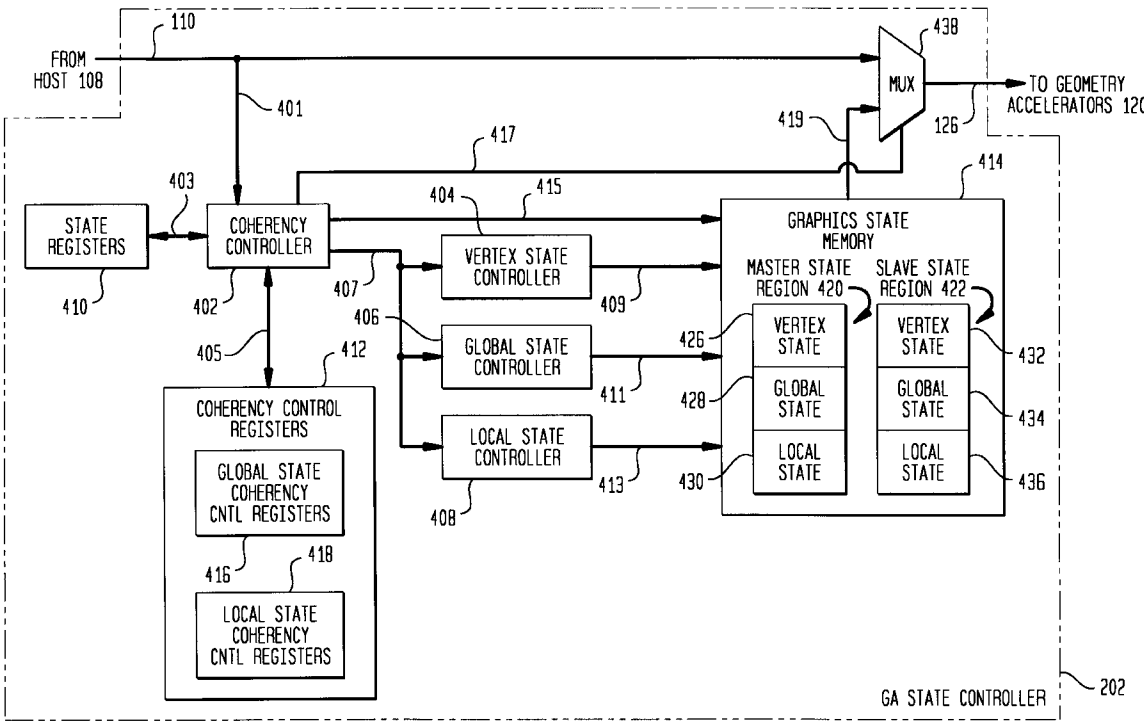 110
FROM
HOST 108
401
438
MUX
TO GEOMETRY
ACCELERATORS 120
126
419
417
414
403
415
404
STATE
REGISTERS
410
COHERENCY
CONTROLLER
402
407
VERTEX STATE
CONTROLLER
409
GRAPHICS STATE
MEMORY
MASTER STATE
REGION 420
SLAVE STATE
REGION 422
405
412
406
GLOBAL STATE
CONTROLLER
411
426
VERTEX
STATE
VERTEX
STATE
432
428
GLOBAL
STATE
GLOBAL
STATE
434
COHERENCY CONTROL
REGISTERS
LOCAL STATE
CONTROLLER
413
408
430
LOCAL
STATE
LOCAL
STATE
436
GLOBAL STATE
COHERENCY
CNTL REGISTERS
416
418
LOCAL STATE
COHERENCY
CNTL REGISTERS
GA STATE CONTROLLER
202